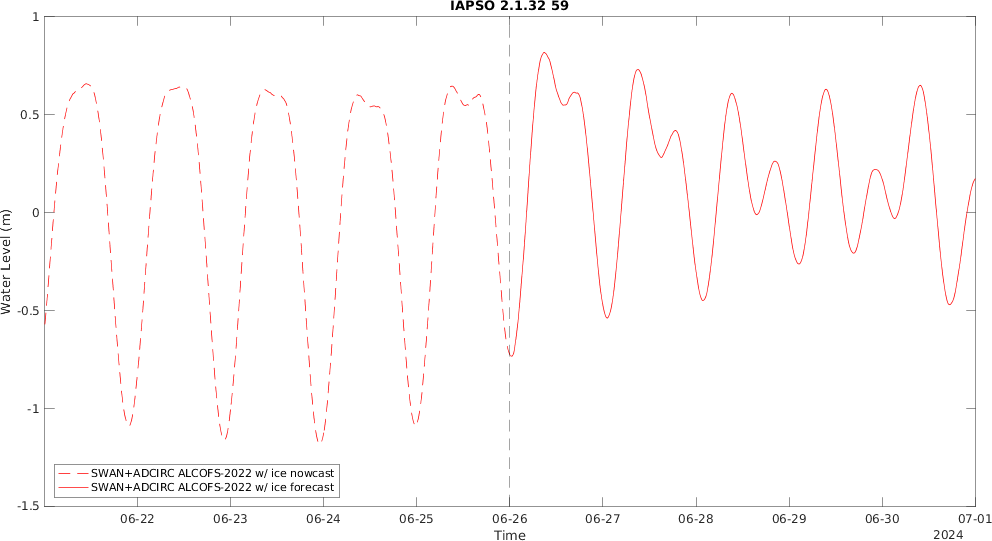 IAPSO 2.1.32 59
1
0.5
0
-0.5
-1
-1.5
Water Level (m)
SWAN+ADCIRC ALCOFS-2022 w/ ice nowcast
SWAN+ADCIRC ALCOFS-2022 w/ ice forecast
06-22 06-23 06-24 06-25 06-26 06-27 06-28 06-29 06-30 07-01
Time
2024